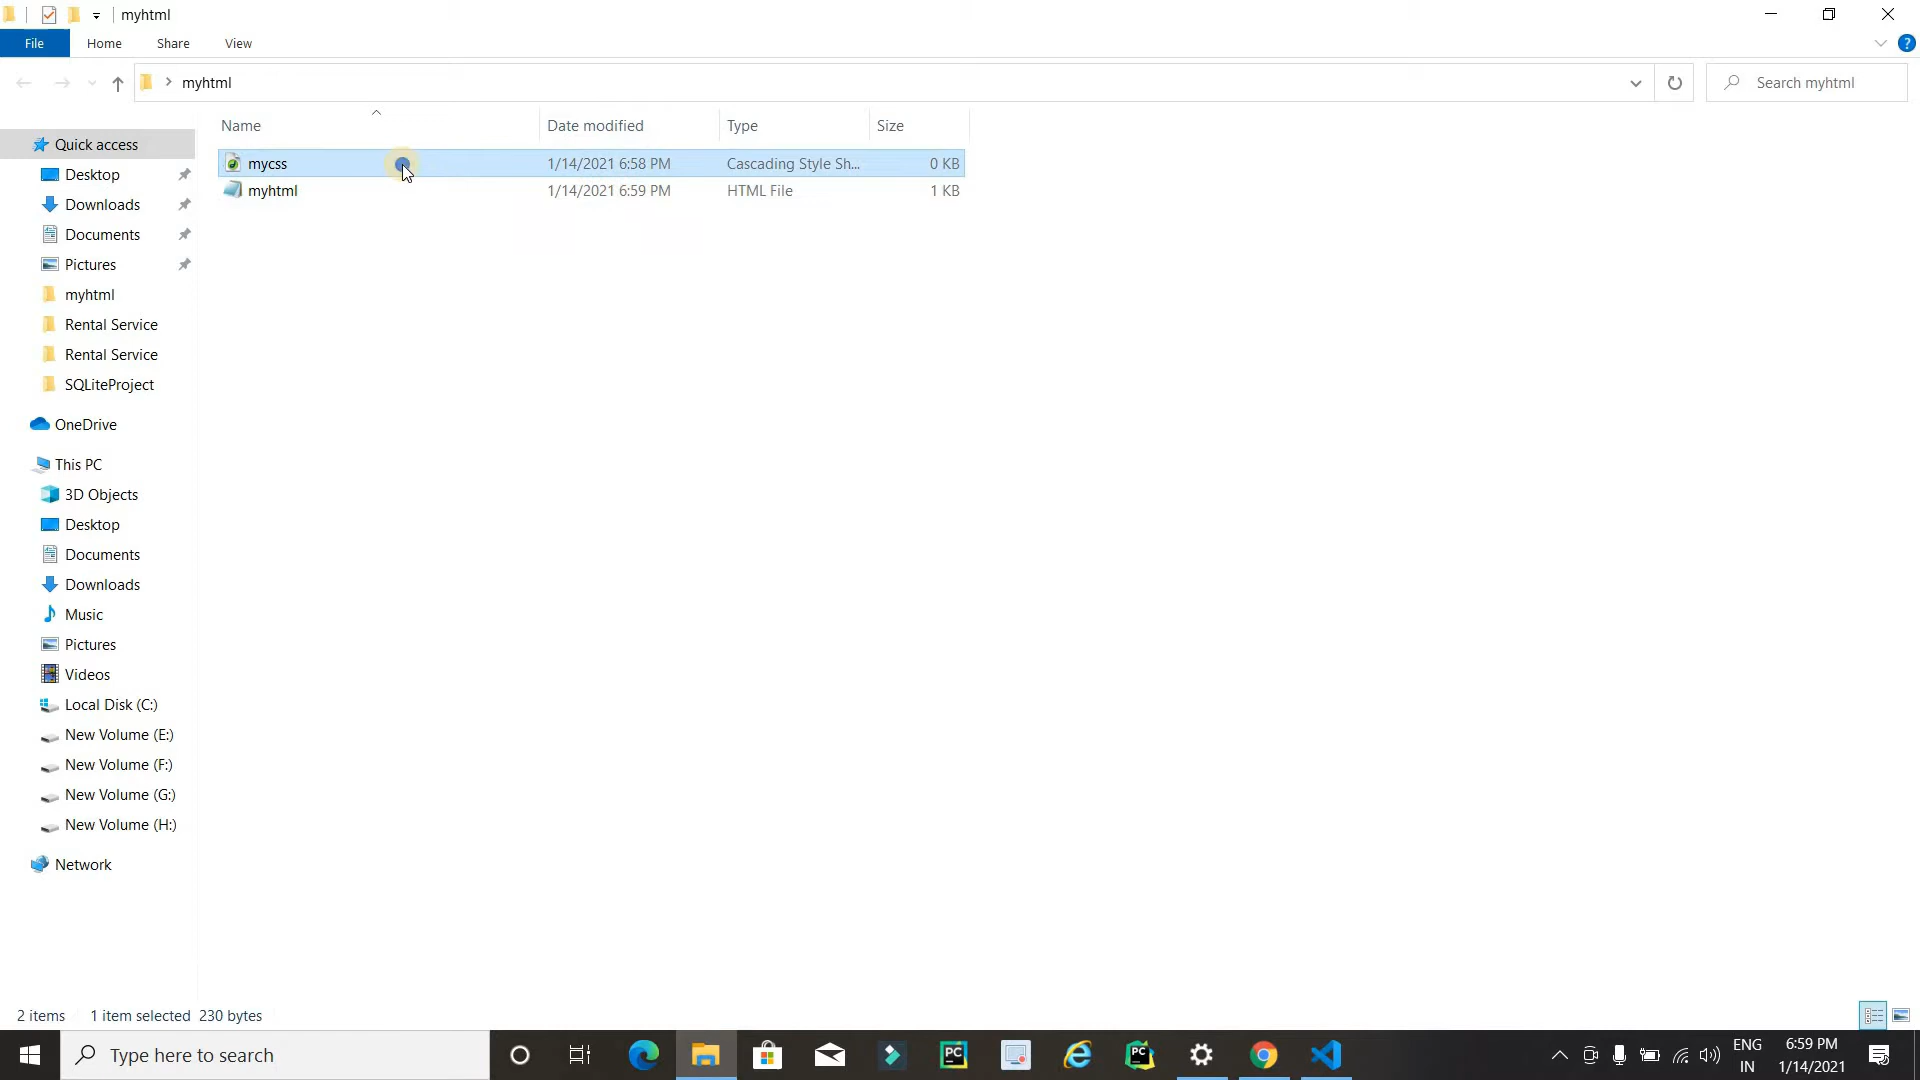 myhtml
File Home Share View
myhtml
Search myhtml
Name Date modified Type Size
mycss 1/14/2021 6:58 PM Cascading Style Sh... 0 KB
myhtml 1/14/2021 6:59 PM HTML File 1 KB
Quick access
Desktop
Downloads
Documents
Pictures
myhtml
Rental Service
Rental Service
SQLiteProject
OneDrive
This PC
3D Objects
Desktop
Documents
Downloads
Music
Pictures
Videos
Local Disk (C:)
New Volume (E:)
New Volume (F:)
New Volume (G:)
New Volume (H:)
Network
2 items 1 item selected 230 bytes
Type here to search
PC
PC
ENG
IN
6:59 PM
1/14/2021